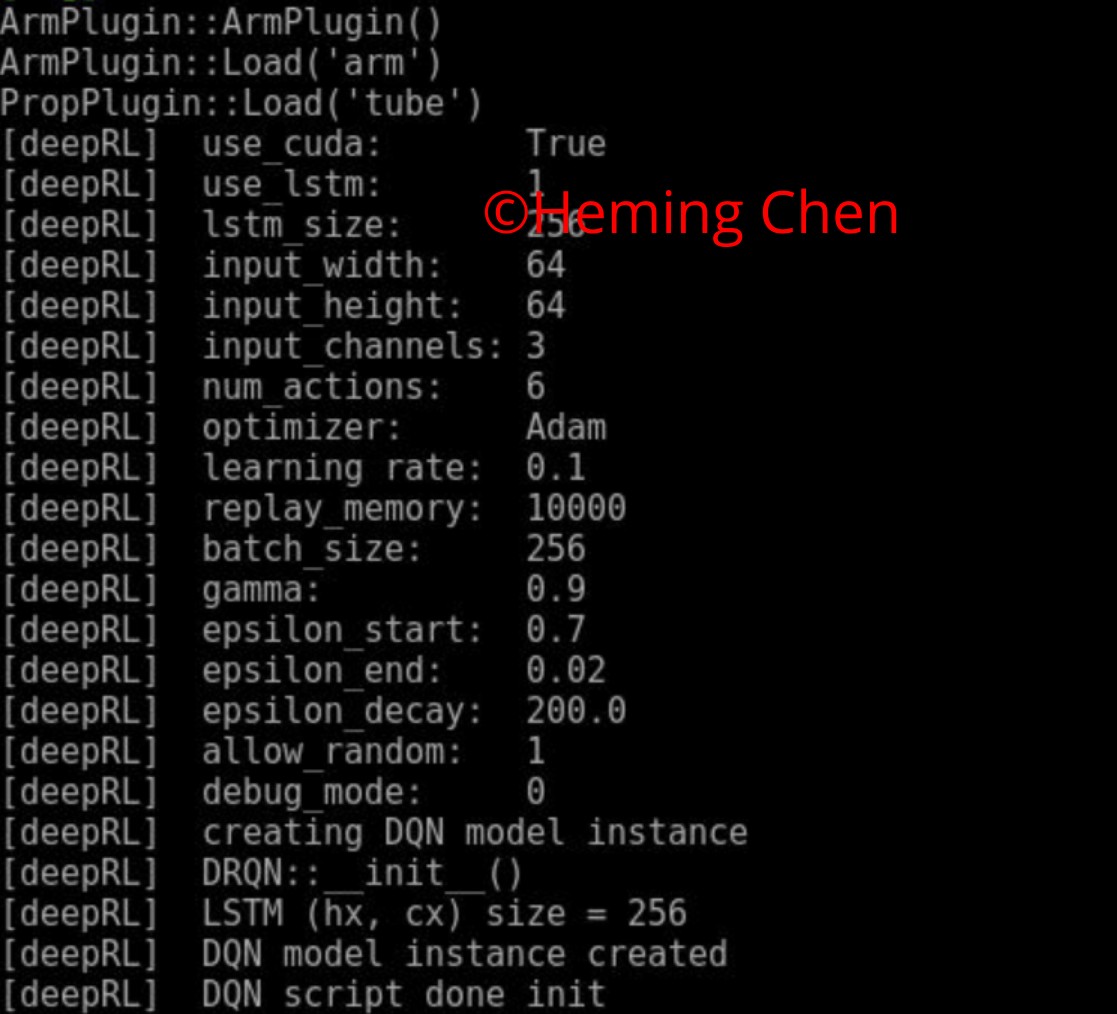 ArmPlugin::ArmPlugin()
ArmPlugin::Load('arm')
PropPlugin::Load('tube')
[deepRL] use_cuda: True
[deepRL] use_lstm: 1
©Heming Chen
[deepRL] lstm_size: 256
[deepRL] input_width: 64
[deepRL] input_height: 64
[deepRL] input_channels: 3
[deepRL] num_actions: 6
[deepRL] optimizer: Adam
[deepRL] learning rate: 0.1
[deepRL] replay_memory: 10000
[deepRL] batch_size: 256
[deepRL] gamma: 0.9
[deepRL] epsilon_start: 0.7
[deepRL] epsilon_end: 0.02
[deepRL] epsilon_decay: 200.0
[deepRL] allow_random: 1
[deepRL] debug_mode: 0
[deepRL] creating DQN model instance
[deepRL] DRQN::__init__()
[deepRL] LSTM (hx, cx) size = 256
[deepRL] DQN model instance created
[deepRL] DQN script done init